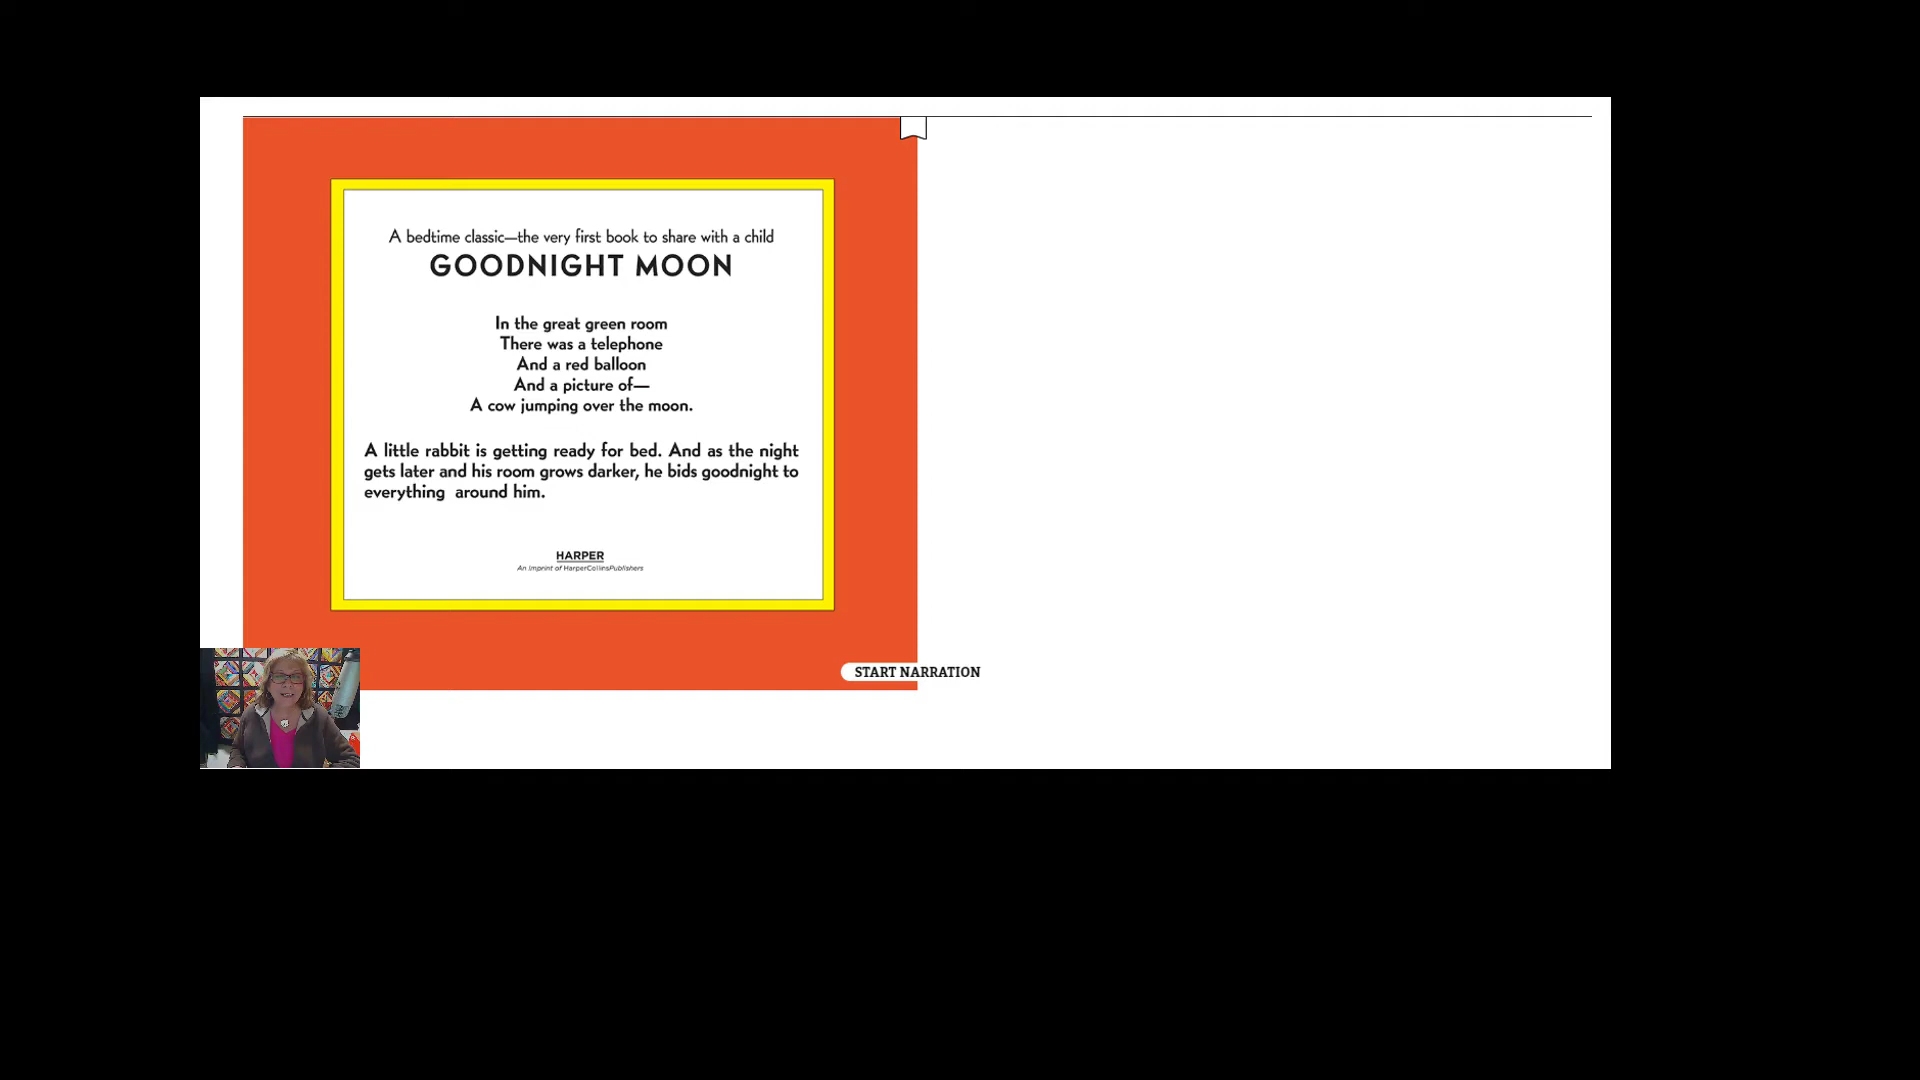 A bedtime classic—the very first book to share with a child
GOODNIGHT MOON
In the great green room
There was a telephone
And a red balloon
And a picture of—
A cow jumping over the moon.
A little rabbit is getting ready for bed. And as the night
gets later and his room grows darker, he bids goodnight to
everything around him.
HARPER
An Imprint of HarperCollinsPublishers
START NARRATION